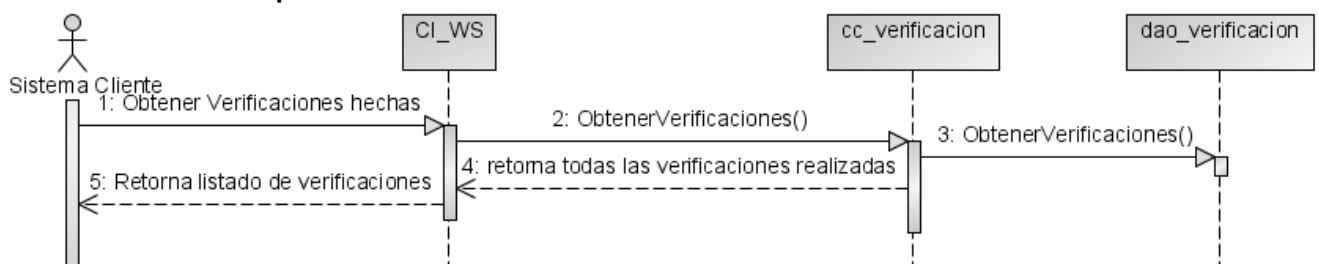 CI_WS
cc_verificacion
dao_verificacion
Sistema Cliente
1: Obtener Verificaciones hechas
2: ObtenerVerificaciones()
3: ObtenerVerificaciones()
4: retorna todas las verificaciones realizadas
5: Retorna listado de verificaciones